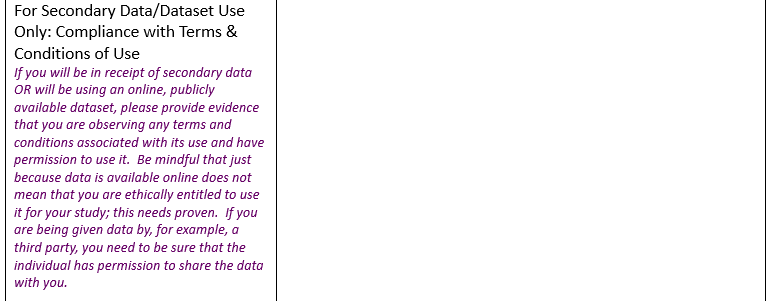 For Secondary Data/Dataset Use
Only: Compliance with Terms &
Conditions of Use
If you will be in receipt of secondary data
OR will be using an online, publicly
available dataset, please provide evidence
that you are observing any terms and
conditions associated with its use and have
permission to use it.  Be mindful that just
because data is available online does not
mean that you are ethically entitled to use
it for your study; this needs proven.  If you
are being given data by, for example, a
third party, you need to be sure that the
individual has permission to share the data
with you.